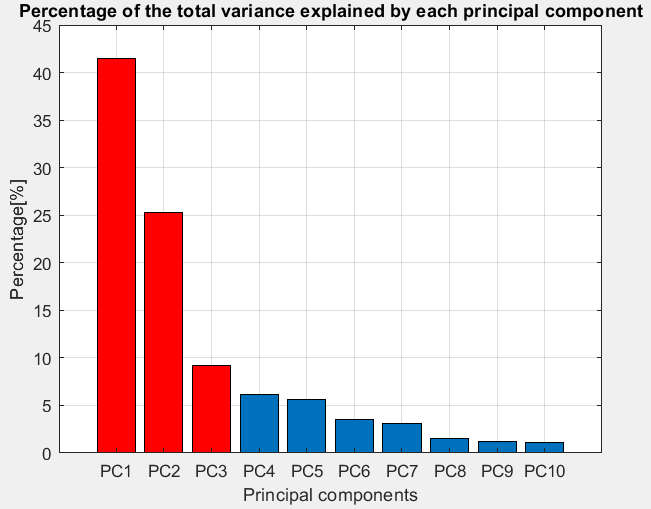 Percentage of the total variance explained by each principal component
45
40
35
30
25
20
15
10
5
0
Percentage[%]
PC1 PC2 PC3 PC4 PC5 PC6 PC7 PC8 PC9 PC10
Principal components